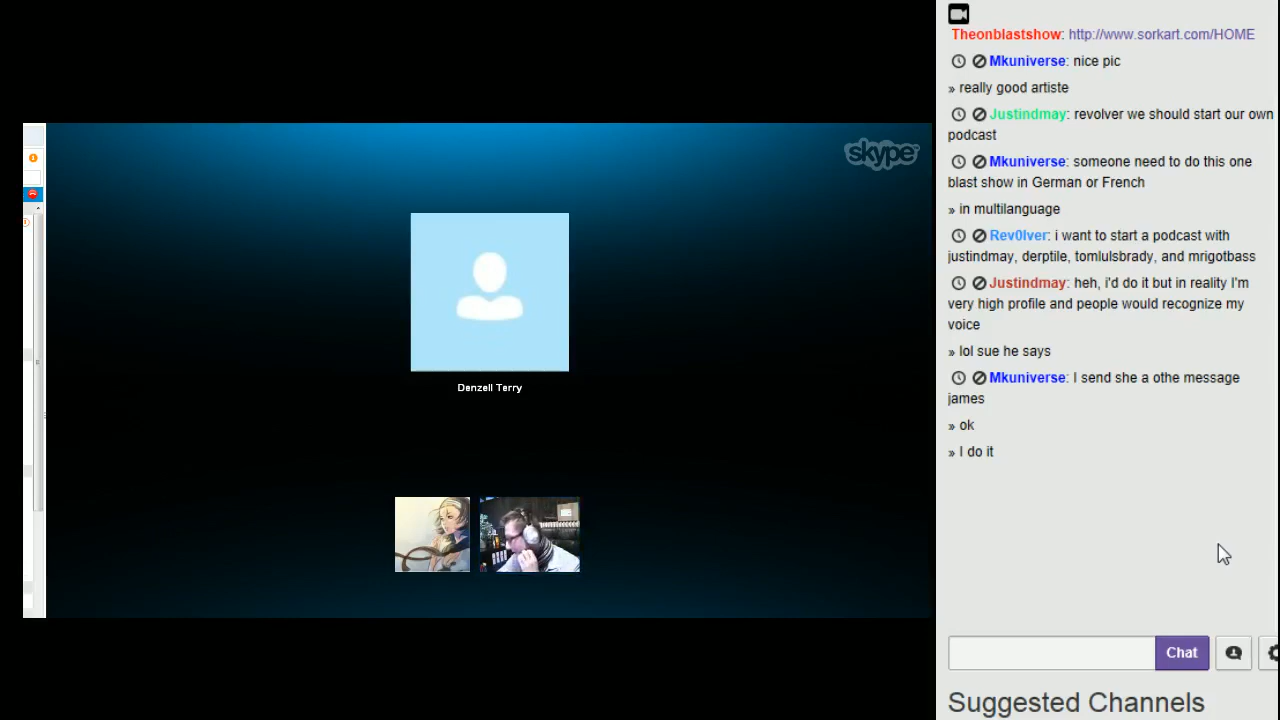 Theonblastshow: http://www.sorkart.com/HOME
Mkuniverse: nice pic
» really good artiste
Justindmay: revolver we should start our own
podcast
Mkuniverse: someone need to do this one
blast show in German or French
» in multilanguage
Rev0lver: i want to start a podcast with
justindmay, derptile, tomlulsbrady, and mrigotbass
Justindmay: heh, i'd do it but in reality I'm
very high profile and people would recognize my
voice
» lol sue he says
Mkuniverse: I send she a othe message
james
» ok
» I do it
Chat
Suggested Channels
skype
Denzell Terry